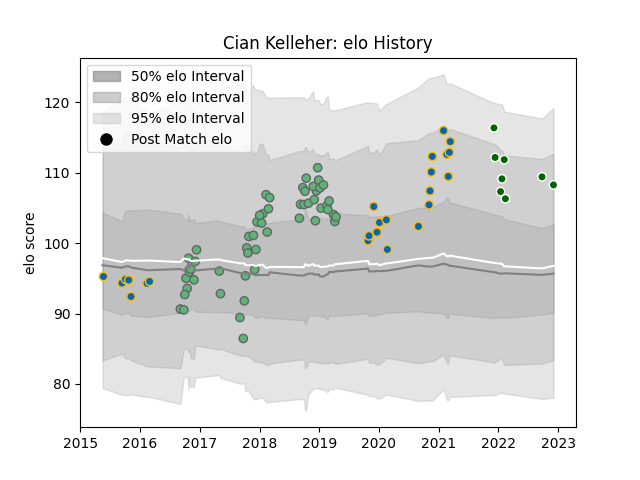 Cian Kelleher: elo History
50% elo Interval
80% elo Interval
95% elo Interval
Post Match elo
elo score
120
110
100
90
80
2015 2016 2017 2018 2019 2020 2021 2022 2023